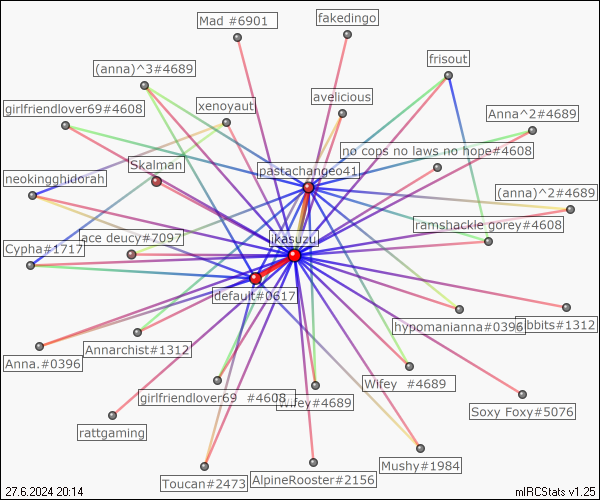 Mad #6901
fakedingo
frisout
(anna)^3#4689
avelicious
girlfriendlover69#4608
xenoyaut
Anna^2#4689
no cops no laws no hope#4608
Skalman
pastachangeo41
neokingghidorah
(anna)^2#4689
ramshackle gorey#4608
ace deucy#7097
ikasuzu
Cypha#1717
default#0617
hypomanianna#0396
bbits#1312
Annarchist#1312
Anna.#0396
Wifey #4689
girlfriendlover69 #4608
Wifey#4689
Soxy Foxy#5076
rattgaming
Mushy#1984
AlpineRooster#2156
Toucan#2473
27.6.2024 20:14
mIRCStats v1.25